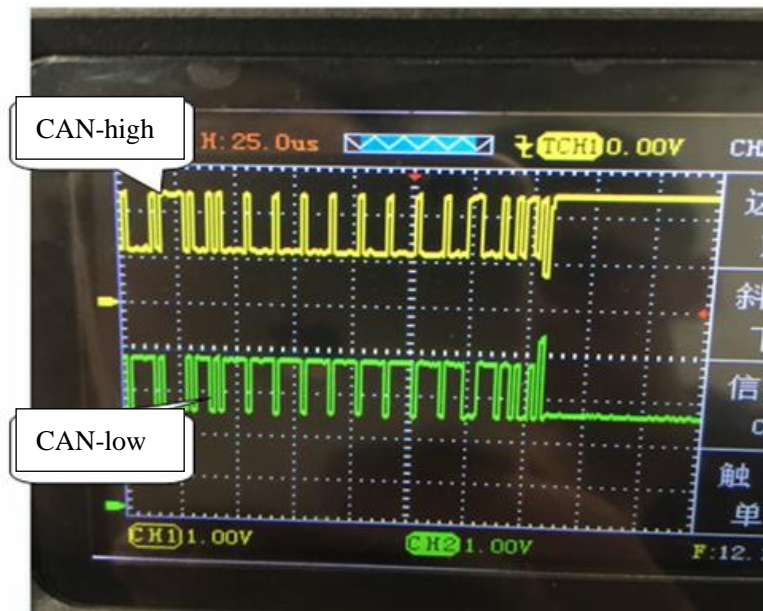 CAN-high
H:25.0us
TCH1 0.00V
CH
斜
信
CAN-low
触
单
CH1 1.00V
CH2 1.00V
F:12.